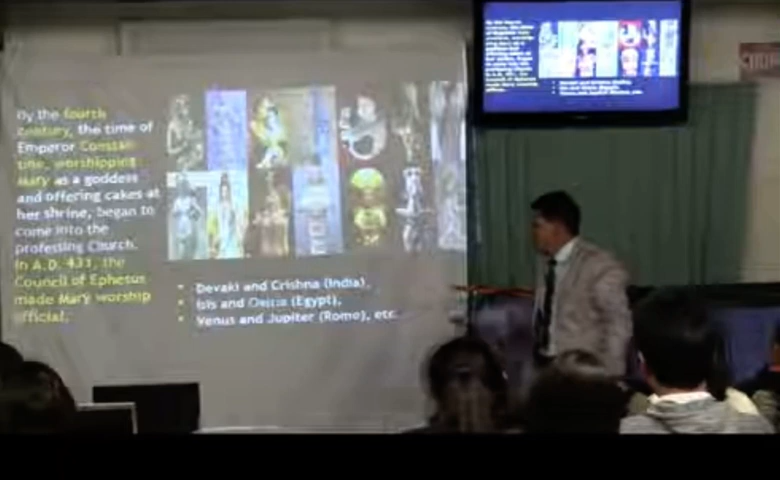 By the fourth
century, the time of
Emperor Constan-
tine, worshipping
Mary as a goddess
and offering cakes at
her shrine, began to
come into the
professing Church.
In A.D. 431, the
Council of Ephesus
made Mary worship
official.
• Devaki and Crishna (India),
• Isis and Osiris (Egypt),
• Venus and Jupiter (Rome), etc.